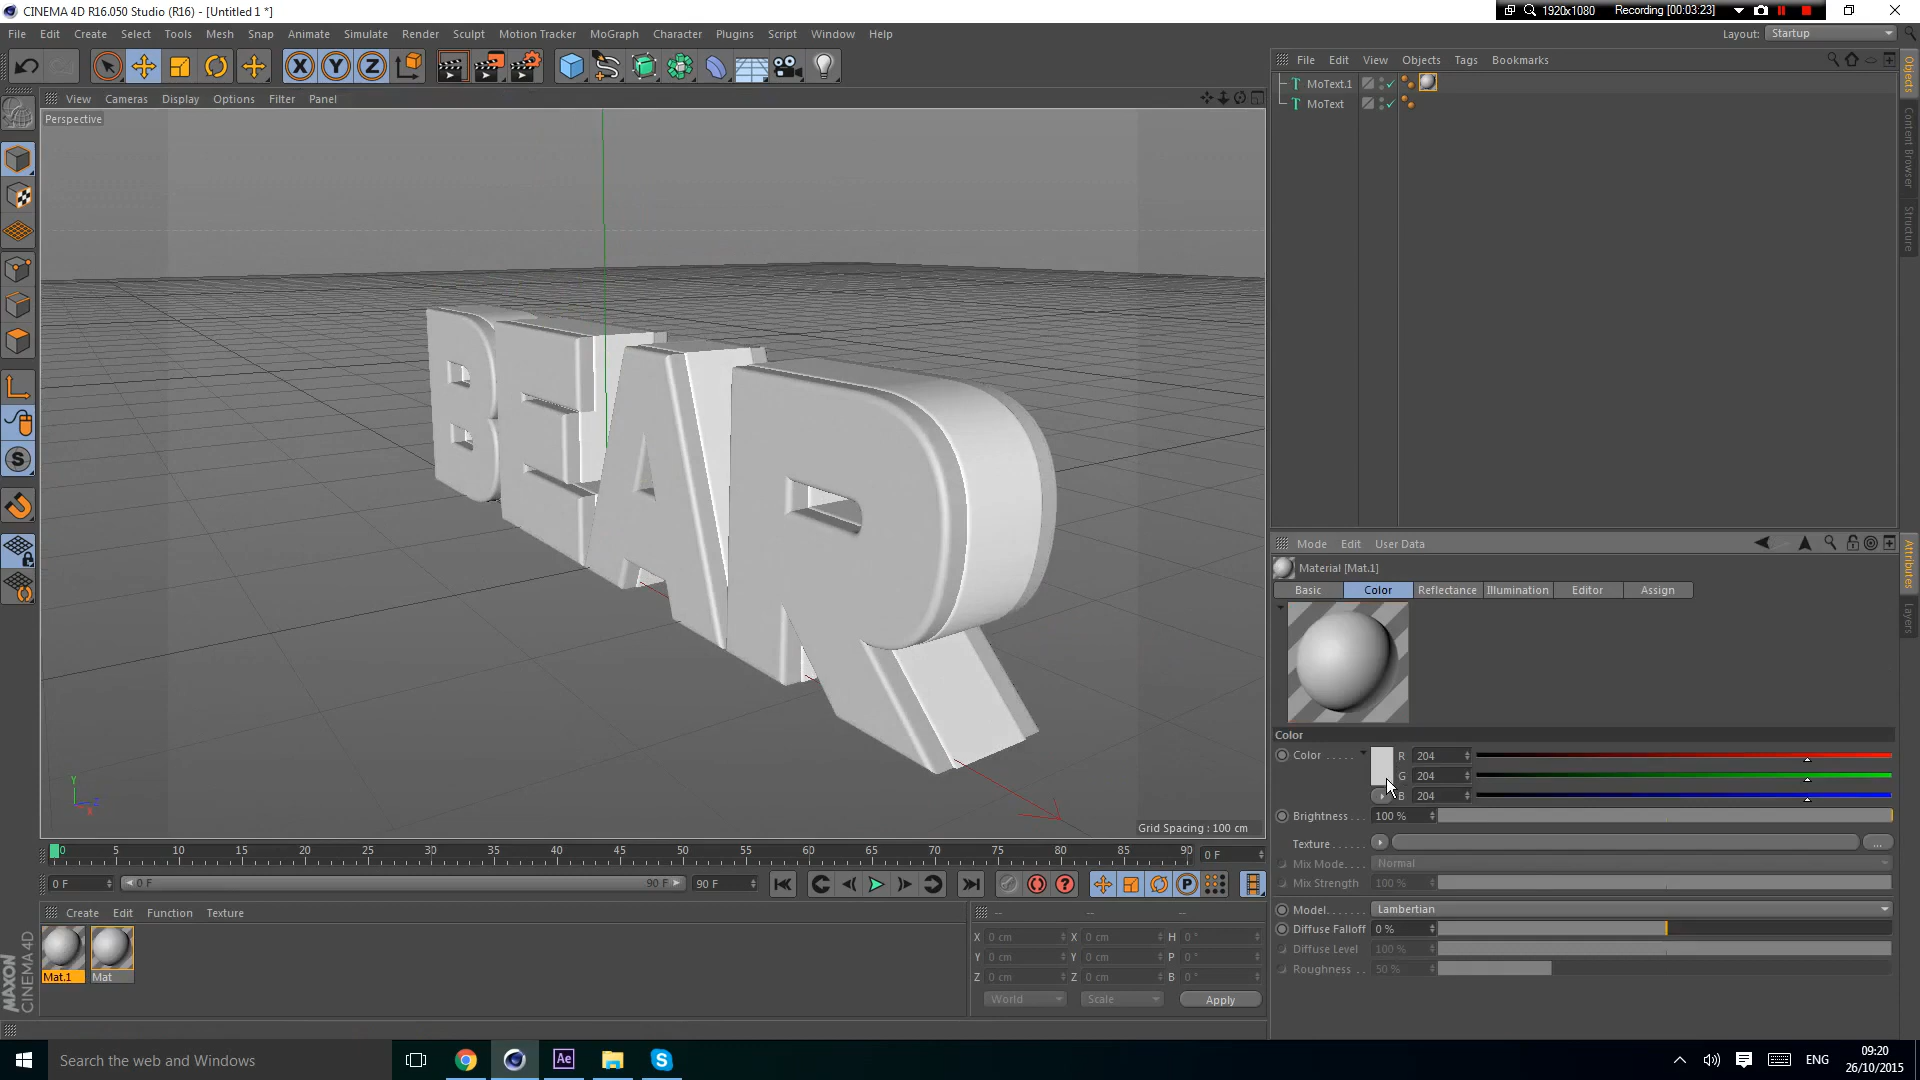 CINEMA 4D R16.050 Studio (R16) - [Untitled 1 *]
1920x1080 Recording [00:03:23]
File Edit Create Select Tools Mesh Snap Animate Simulate Render Sculpt Motion Tracker MoGraph Character Plugins Script Window Help
Layout: Startup
X Y Z
View Cameras Display Options Filter Panel
File Edit View Objects Tags Bookmarks
Perspective
MoText.1
MoText
Objects
Content Browser
Structure
BEAR
Mode Edit User Data
Material [Mat.1]
Basic Color Reflectance Illumination Editor Assign
Attributes
Layers
Color
Color . . . . . R 204
G 204
B 204
Brightness . . . 100 %
Texture . . . . . . ...
Mix Mode. . . . Normal
Mix Strength 100 %
Model. . . . . . . Lambertian
Diffuse Falloff 0 %
Diffuse Level 100 %
Roughness . . 50 %
Y
X
Z
Grid Spacing : 100 cm
0 5 10 15 20 25 30 35 40 45 50 55 60 65 70 75 80 85 90 0 F
0 F 0 F 90 F 90 F
Create Edit Function Texture
Mat.1 Mat
-- -- --
X 0 cm X 0 cm H 0 °
Y 0 cm Y 0 cm P 0 °
Z 0 cm Z 0 cm B 0 °
World Scale Apply
MAXON
CINEMA 4D
Search the web and Windows
Ae
ENG
09:20
26/10/2015